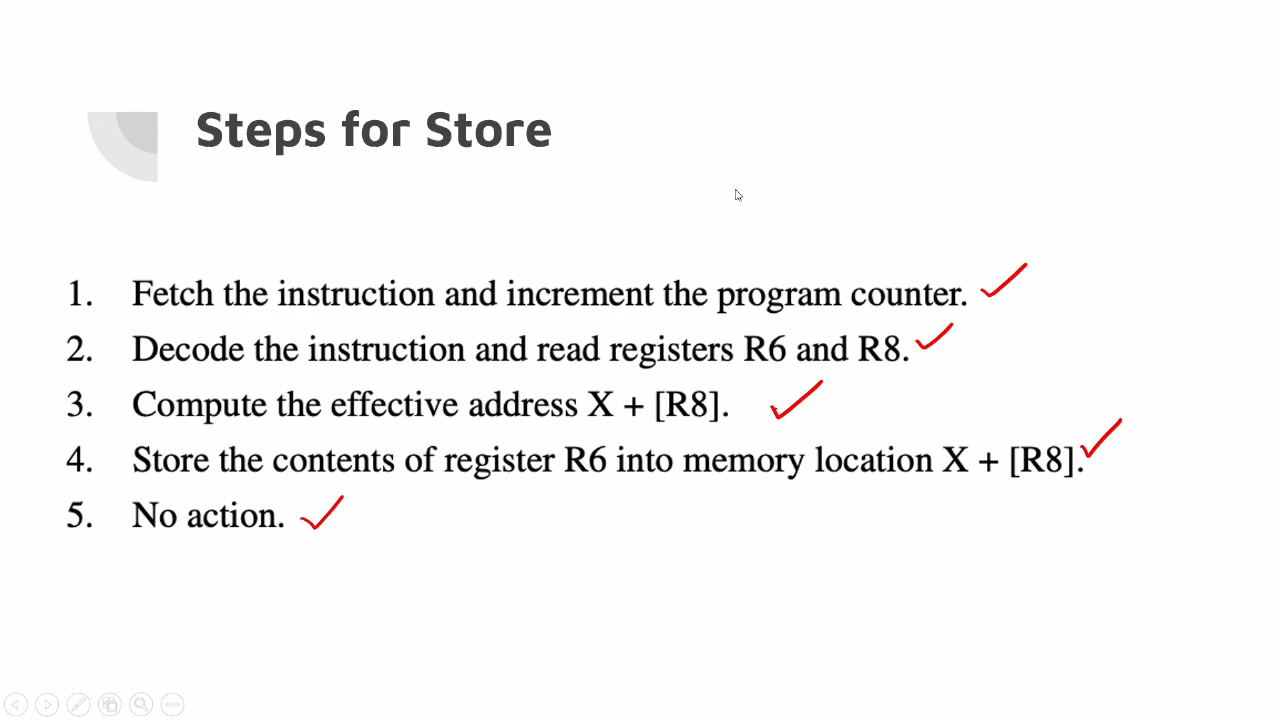 Steps for Store
1. Fetch the instruction and increment the program counter.
2. Decode the instruction and read registers R6 and R8.
3. Compute the effective address X + [R8].
4. Store the contents of register R6 into memory location X + [R8].
5. No action.